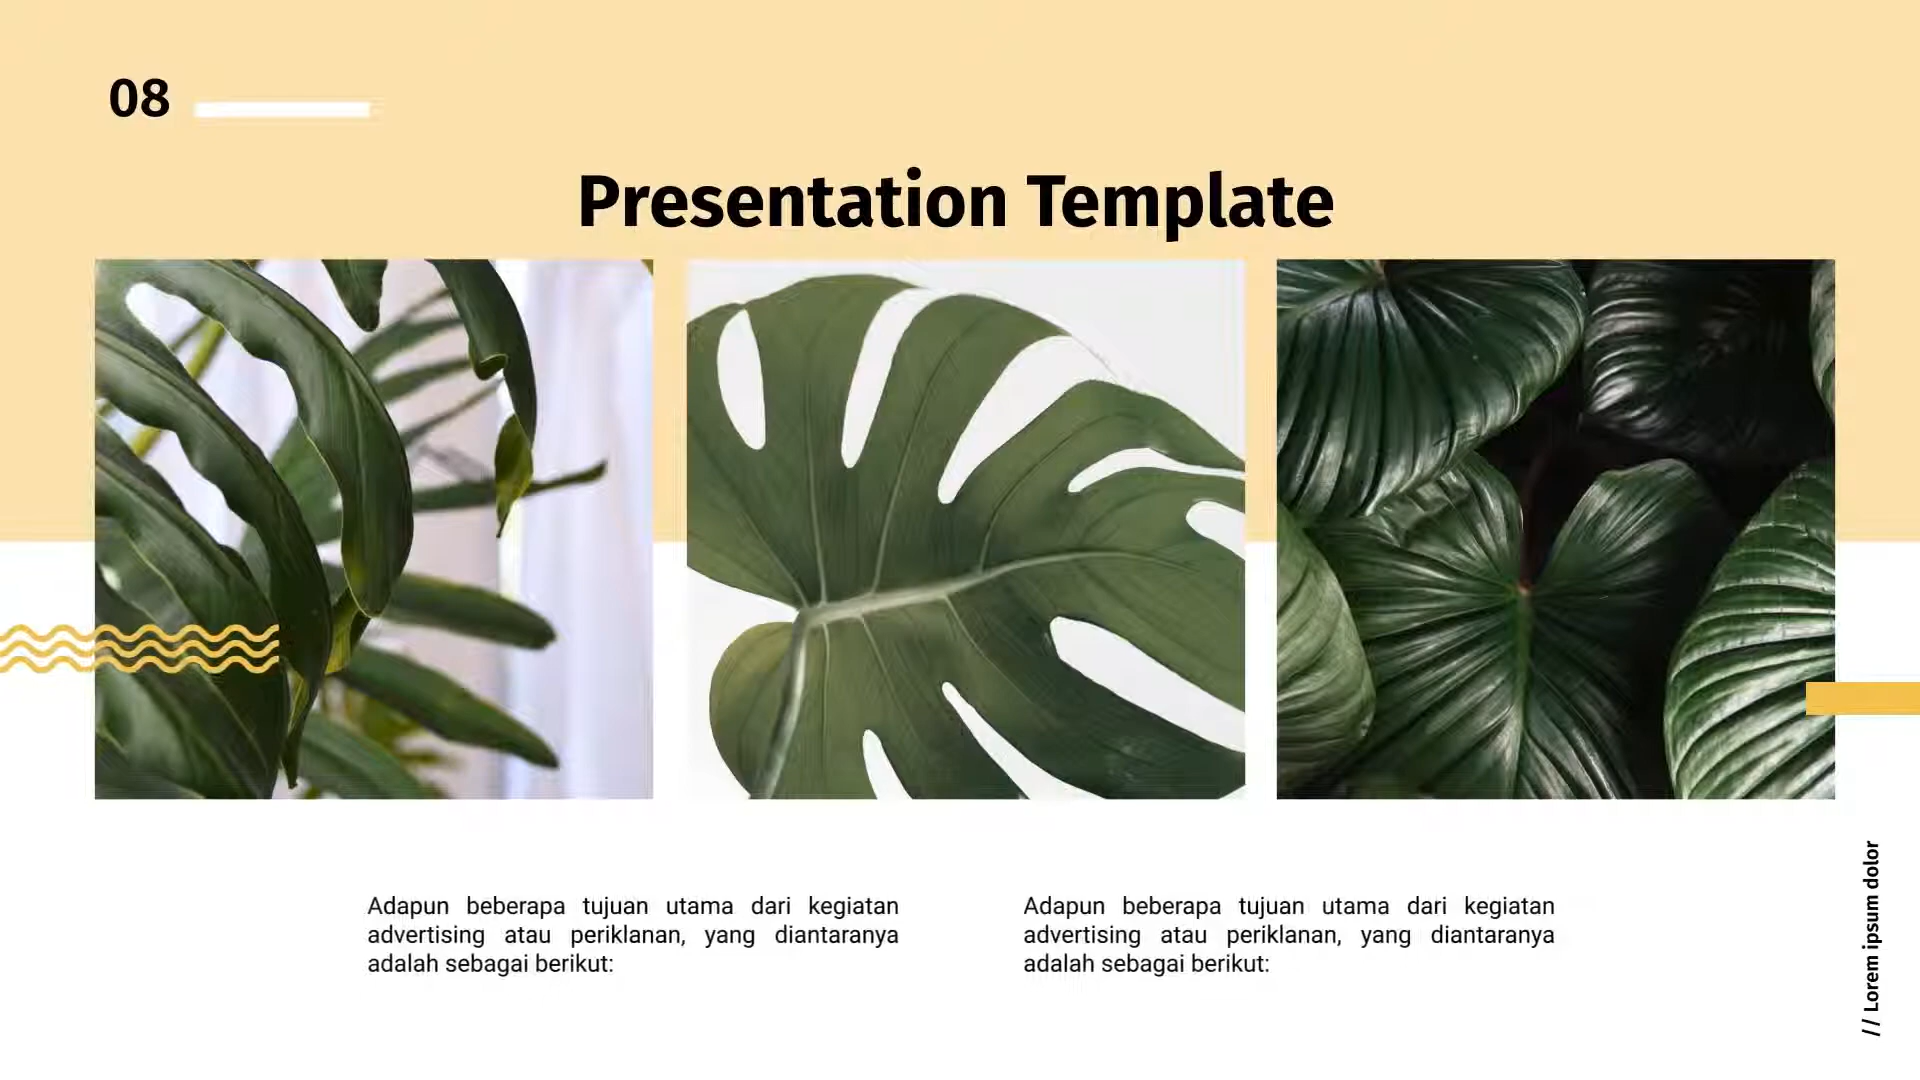 08
Presentation Template
Adapun beberapa tujuan utama dari kegiatan
advertising atau periklanan, yang diantaranya
adalah sebagai berikut:
Adapun beberapa tujuan utama dari kegiatan
advertising atau periklanan, yang diantaranya
adalah sebagai berikut:
// Lorem ipsum dolor